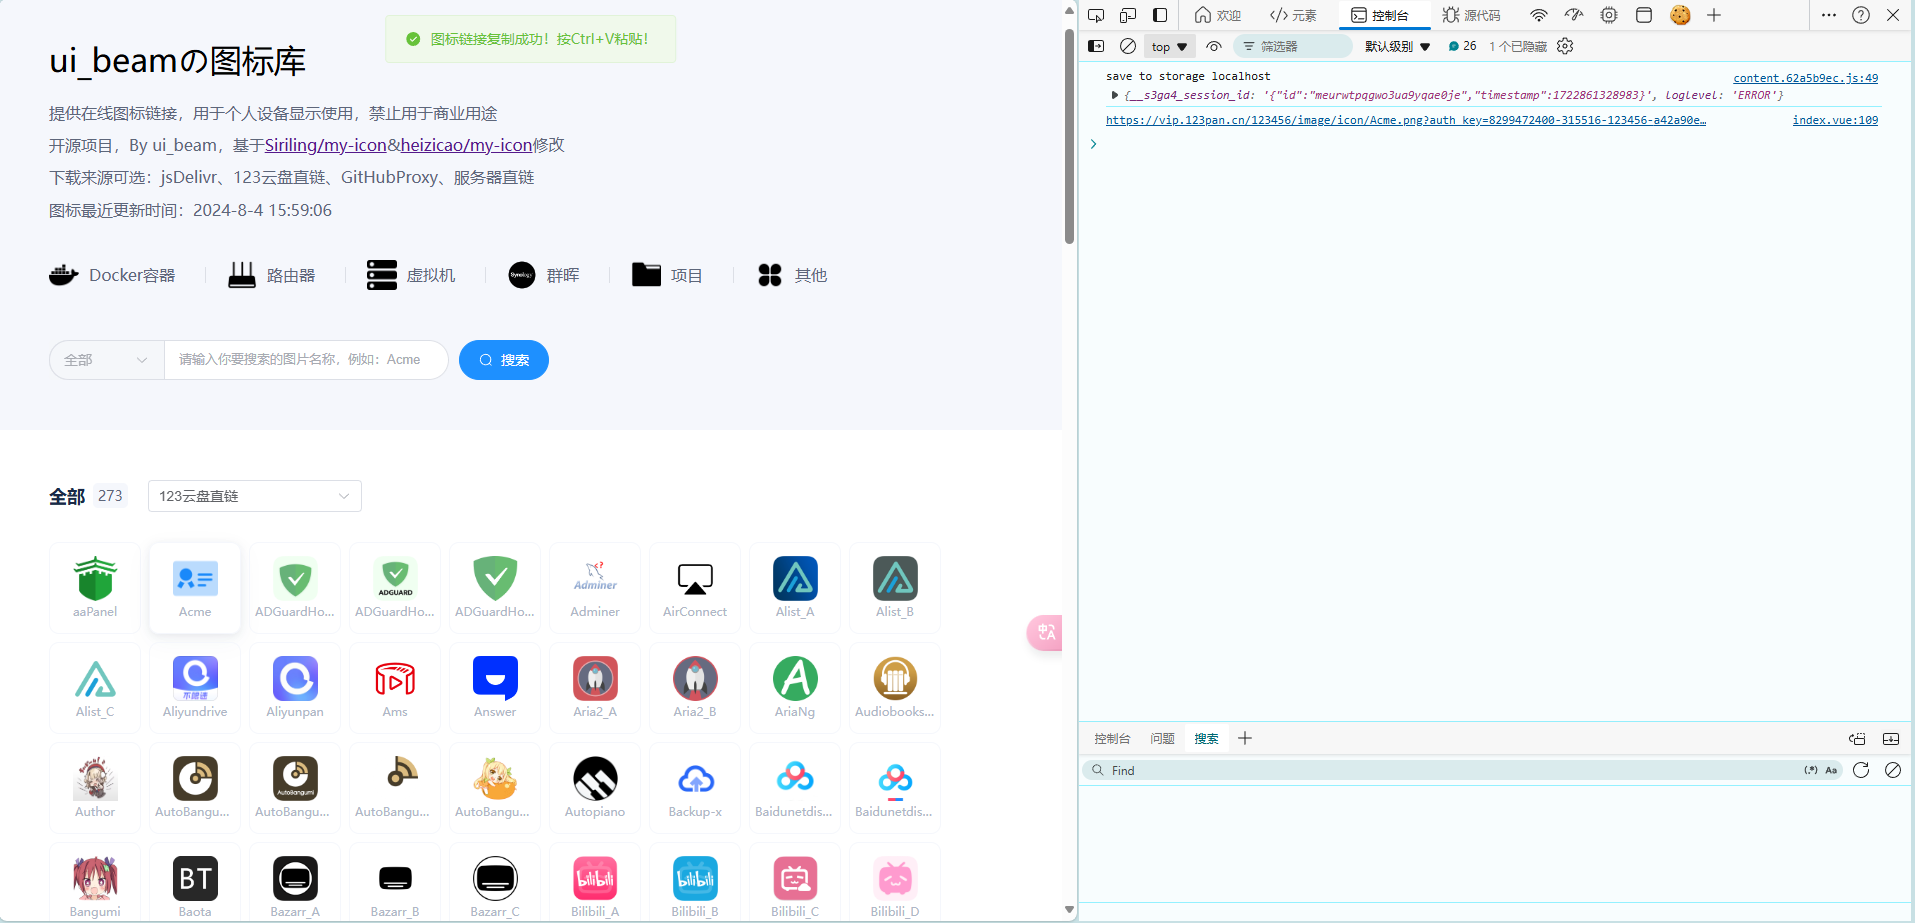 ui_beamの图标库
图标链接复制成功！按Ctrl+V粘贴！
提供在线图标链接，用于个人设备显示使用，禁止用于商业用途
开源项目，By ui_beam，基于Siriling/my-icon&heizicao/my-icon修改
下载来源可选：jsDelivr、123云盘直链、GitHubProxy、服务器直链
图标最近更新时间：2024-8-4 15:59:06
Docker容器 路由器 虚拟机 Synology 群晖 项目 其他
全部 请输入你要搜索的图片名称，例如：Acme 搜索
全部 273 123云盘直链
ADGUARD Adminer
aaPanel Acme ADGuardHo... ADGuardHo... ADGuardHo... Adminer AirConnect Alist_A Alist_B
不限速
Alist_C Aliyundrive Aliyunpan Ams Answer Aria2_A Aria2_B AriaNg Audiobooks...
AutoBangumi
Author AutoBangu... AutoBangu... AutoBangu... AutoBangu... Autopiano Backup-x Baidunetdis... Baidunetdis...
BT bilibili bilibili
Bangumi Baota Bazarr_A Bazarr_B Bazarr_C Bilibili_A Bilibili_B Bilibili_C Bilibili_D
中 A
欢迎 元素 控制台 源代码
top 筛选器 默认级别 26 1 个已隐藏
save to storage localhost content.62a5b9ec.js:49
{__s3ga4_session_id: '{"id":"meurwtpqgwo3ua9yqae0je","timestamp":1722861328983}', loglevel: 'ERROR'}
https://vip.123pan.cn/123456/image/icon/Acme.png?auth_key=8299472400-315516-123456-a42a90e… index.vue:109
控制台 问题 搜索
Find (.*) Aa